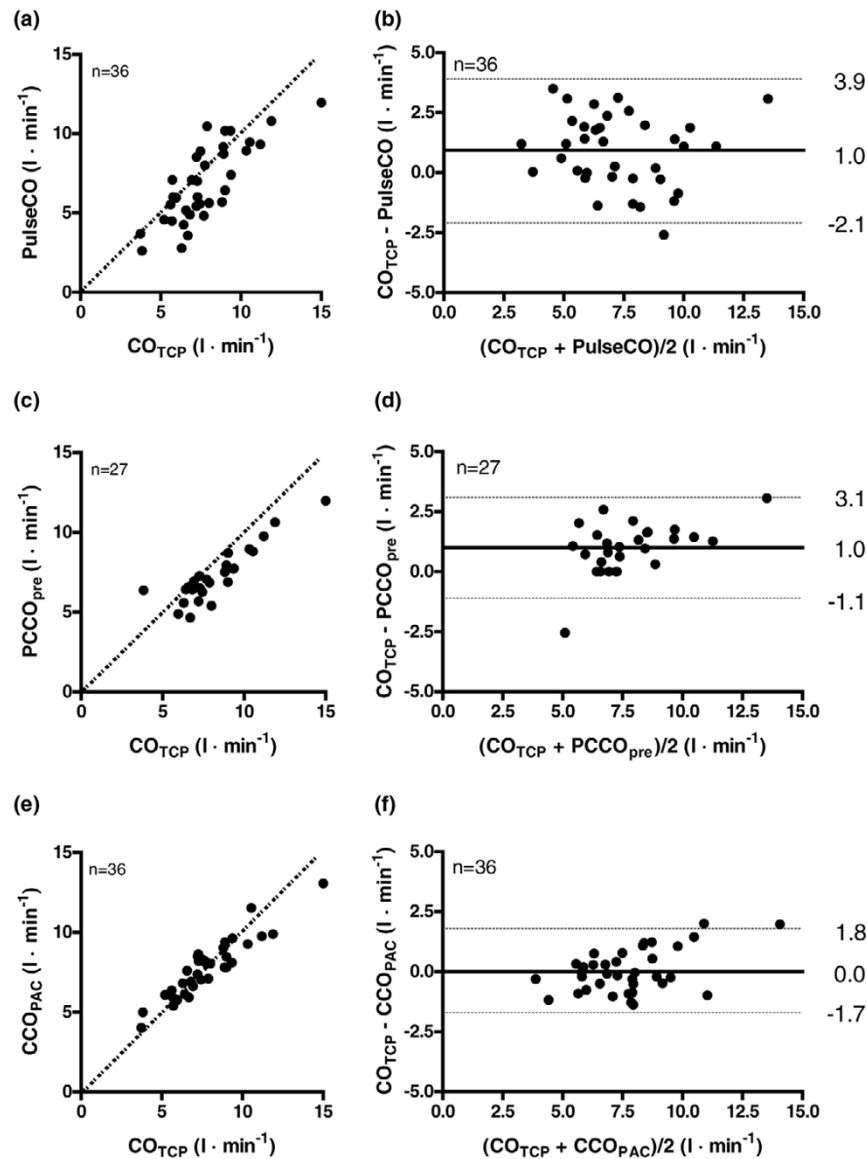 (a)
(b)
15
10
5
0
n=36
PulseCO (l · min⁻¹)
0
5
10
15
CO_TCP (l · min⁻¹)
5.0
2.5
0.0
-2.5
-5.0
n=36
CO_TCP - PulseCO (l · min⁻¹)
3.9
1.0
-2.1
0.0
2.5
5.0
7.5
10.0
12.5
15.0
(CO_TCP + PulseCO)/2 (l · min⁻¹)
(c)
(d)
15
10
5
0
n=27
PCCO_pre (l · min⁻¹)
0
5
10
15
CO_TCP (l · min⁻¹)
5.0
2.5
0.0
-2.5
-5.0
n=27
CO_TCP - PCCO_pre (l · min⁻¹)
3.1
1.0
-1.1
0.0
2.5
5.0
7.5
10.0
12.5
15.0
(CO_TCP + PCCO_pre)/2 (l · min⁻¹)
(e)
(f)
15
10
5
0
n=36
CCO_PAC (l · min⁻¹)
0
5
10
15
CO_TCP (l · min⁻¹)
5.0
2.5
0.0
-2.5
-5.0
n=36
CO_TCP - CCO_PAC (l · min⁻¹)
1.8
0.0
-1.7
0.0
2.5
5.0
7.5
10.0
12.5
15.0
(CO_TCP + CCO_PAC)/2 (l · min⁻¹)